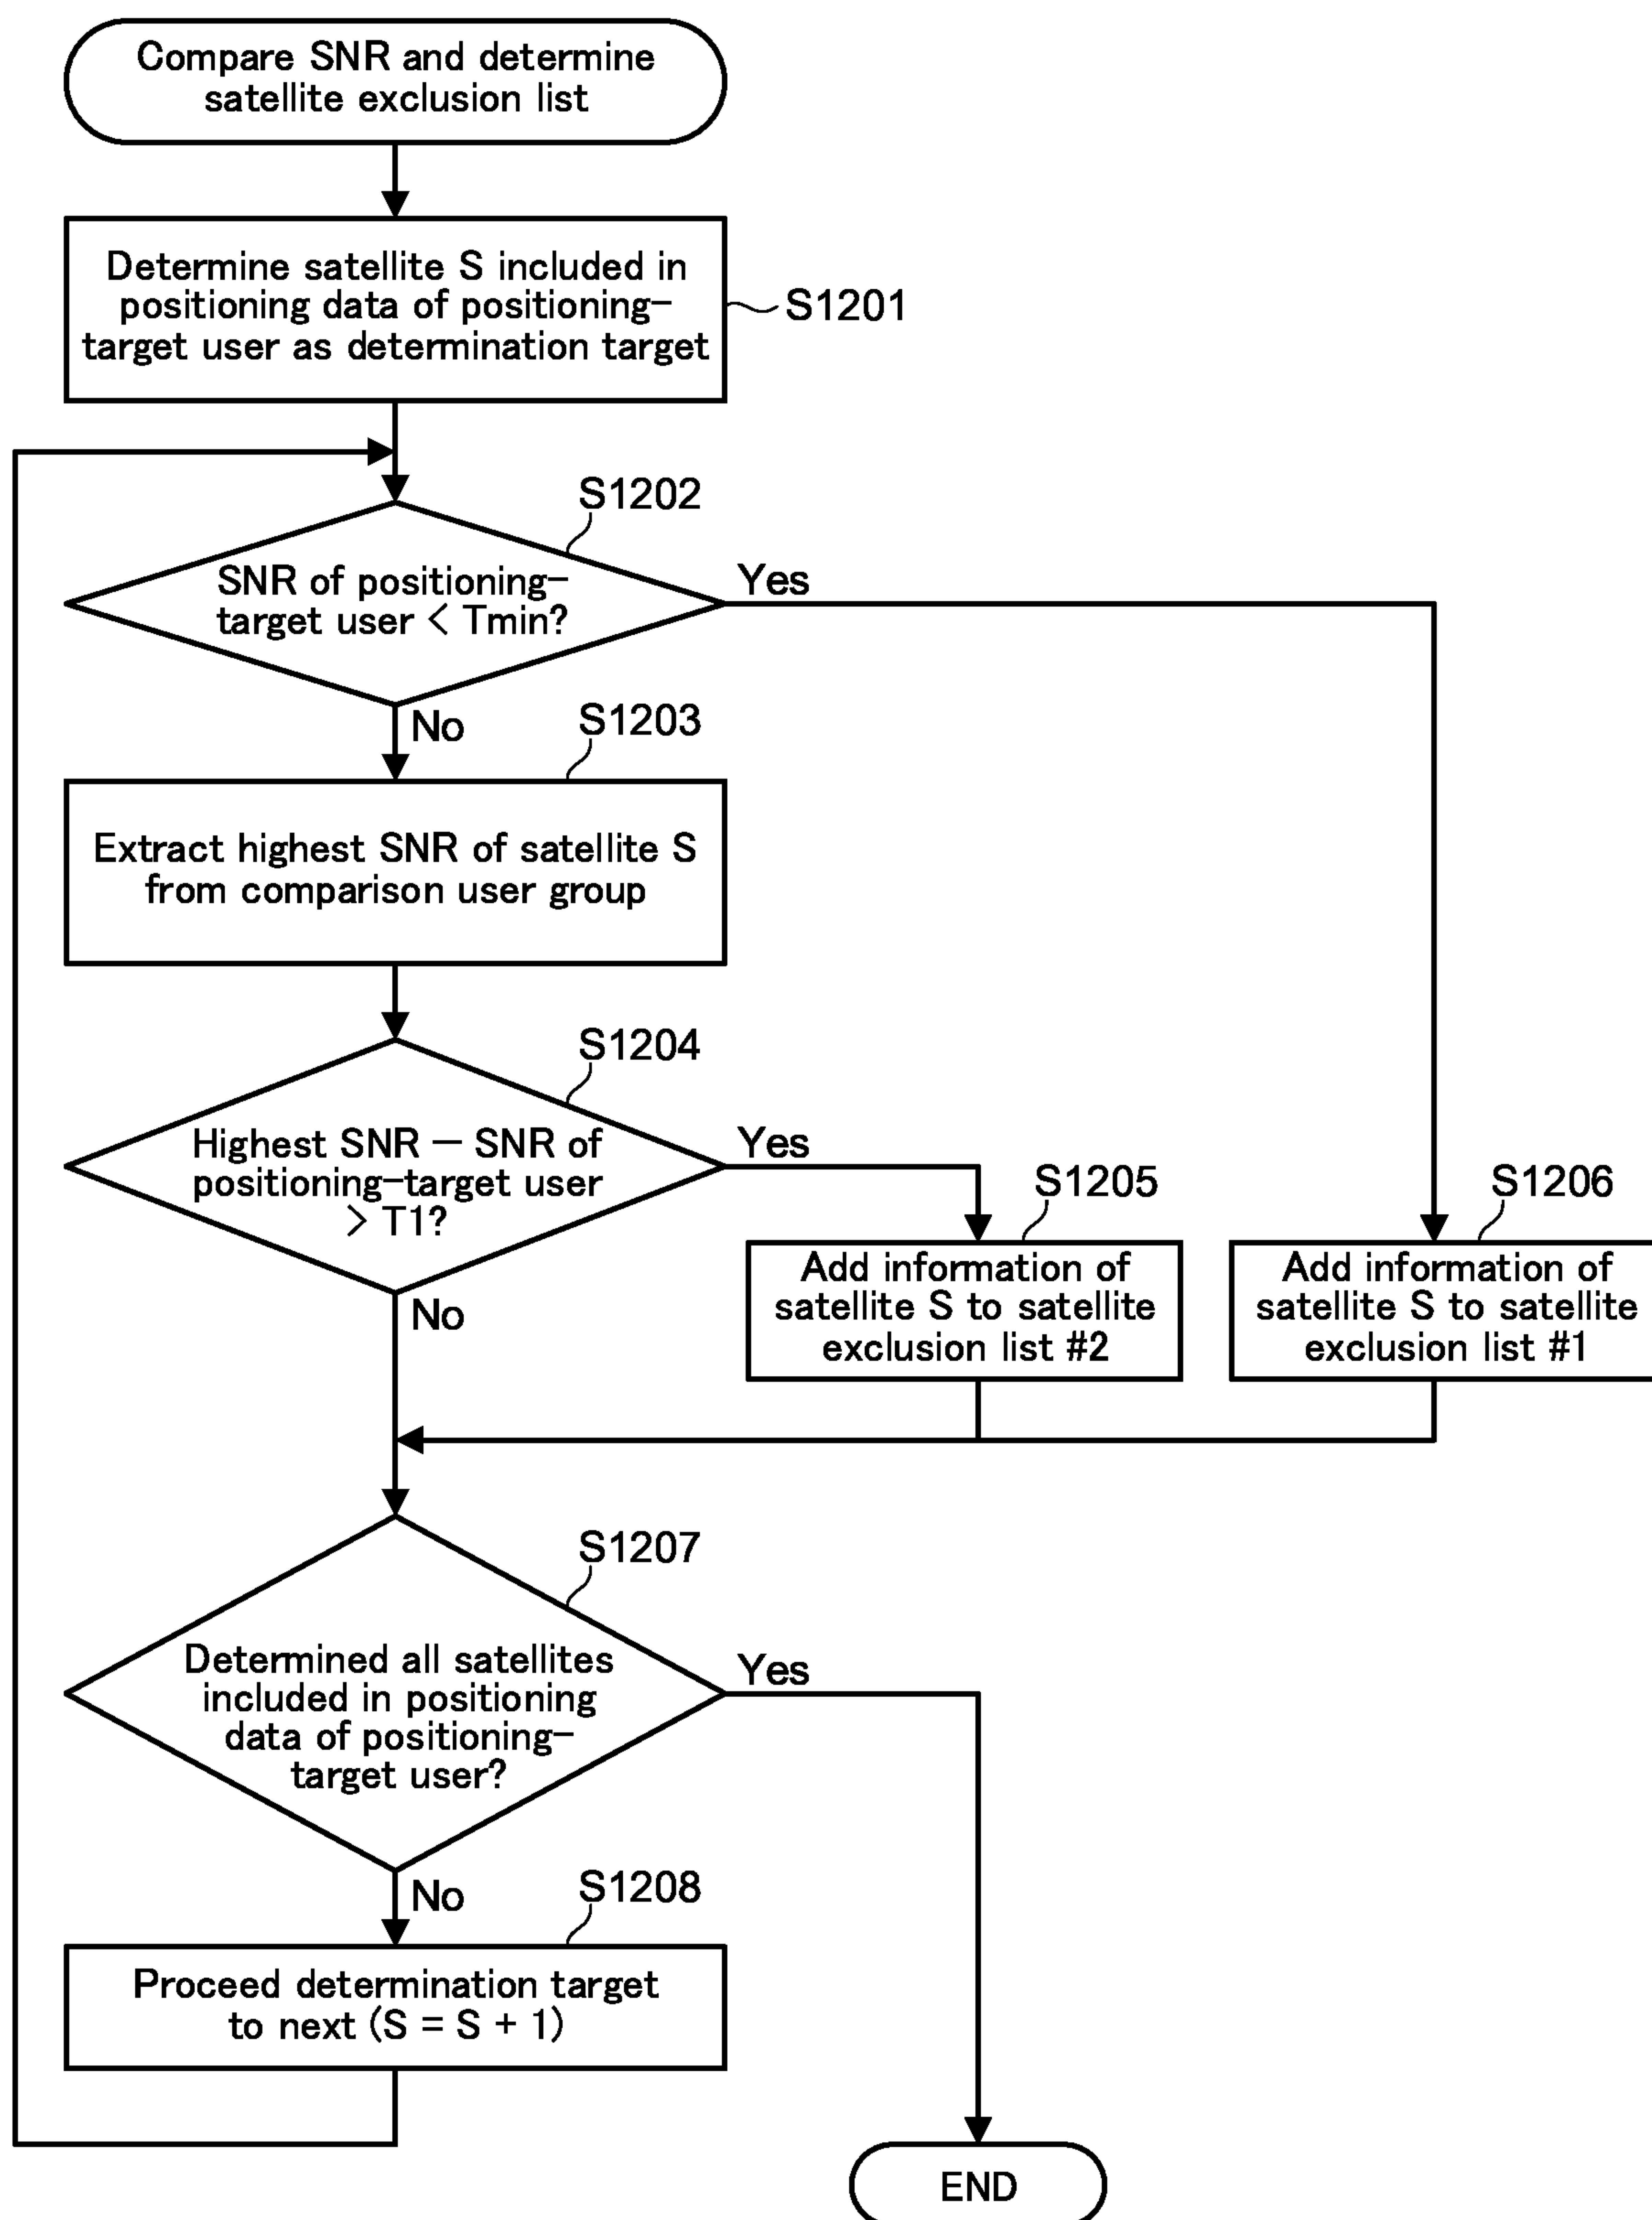 Compare SNR and determine
satellite exclusion list
Determine satellite S included in
positioning data of positioning-
target user as determination target
S1201
S1202
SNR of positioning-
target user < Tmin?
Yes
No
S1203
Extract highest SNR of satellite S
from comparison user group
S1204
Highest SNR — SNR of
positioning-target user
> T1?
Yes
No
S1205
Add information of
satellite S to satellite
exclusion list #2
S1206
Add information of
satellite S to satellite
exclusion list #1
S1207
Determined all satellites
included in positioning
data of positioning-
target user?
Yes
No
S1208
Proceed determination target
to next (S = S + 1)
END